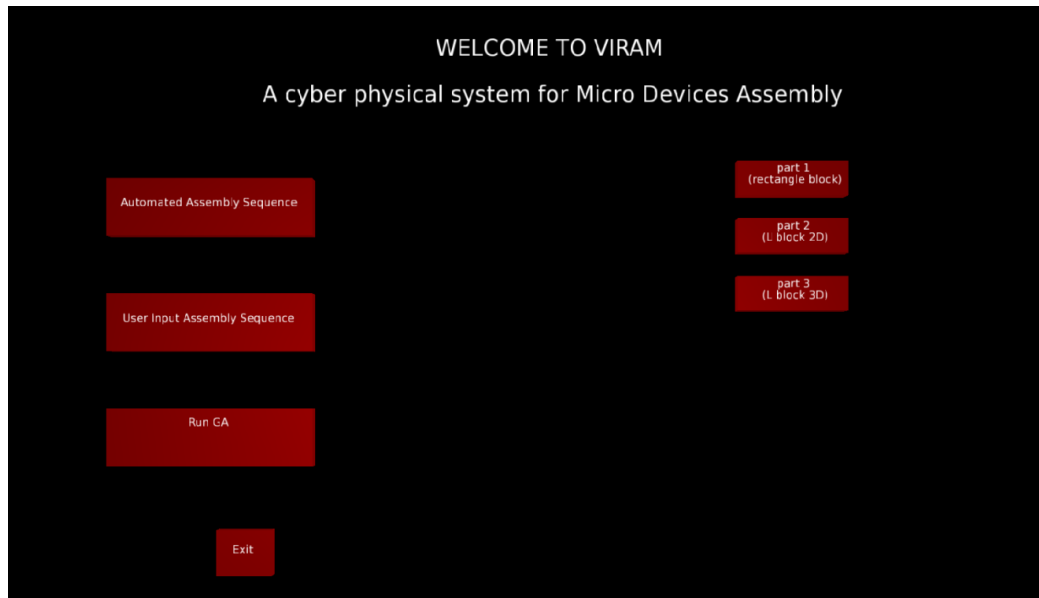 WELCOME TO VIRAM
A cyber physical system for Micro Devices Assembly
Automated Assembly Sequence
User Input Assembly Sequence
Run GA
Exit
part 1
(rectangle block)
part 2
(L block 2D)
part 3
(L block 3D)